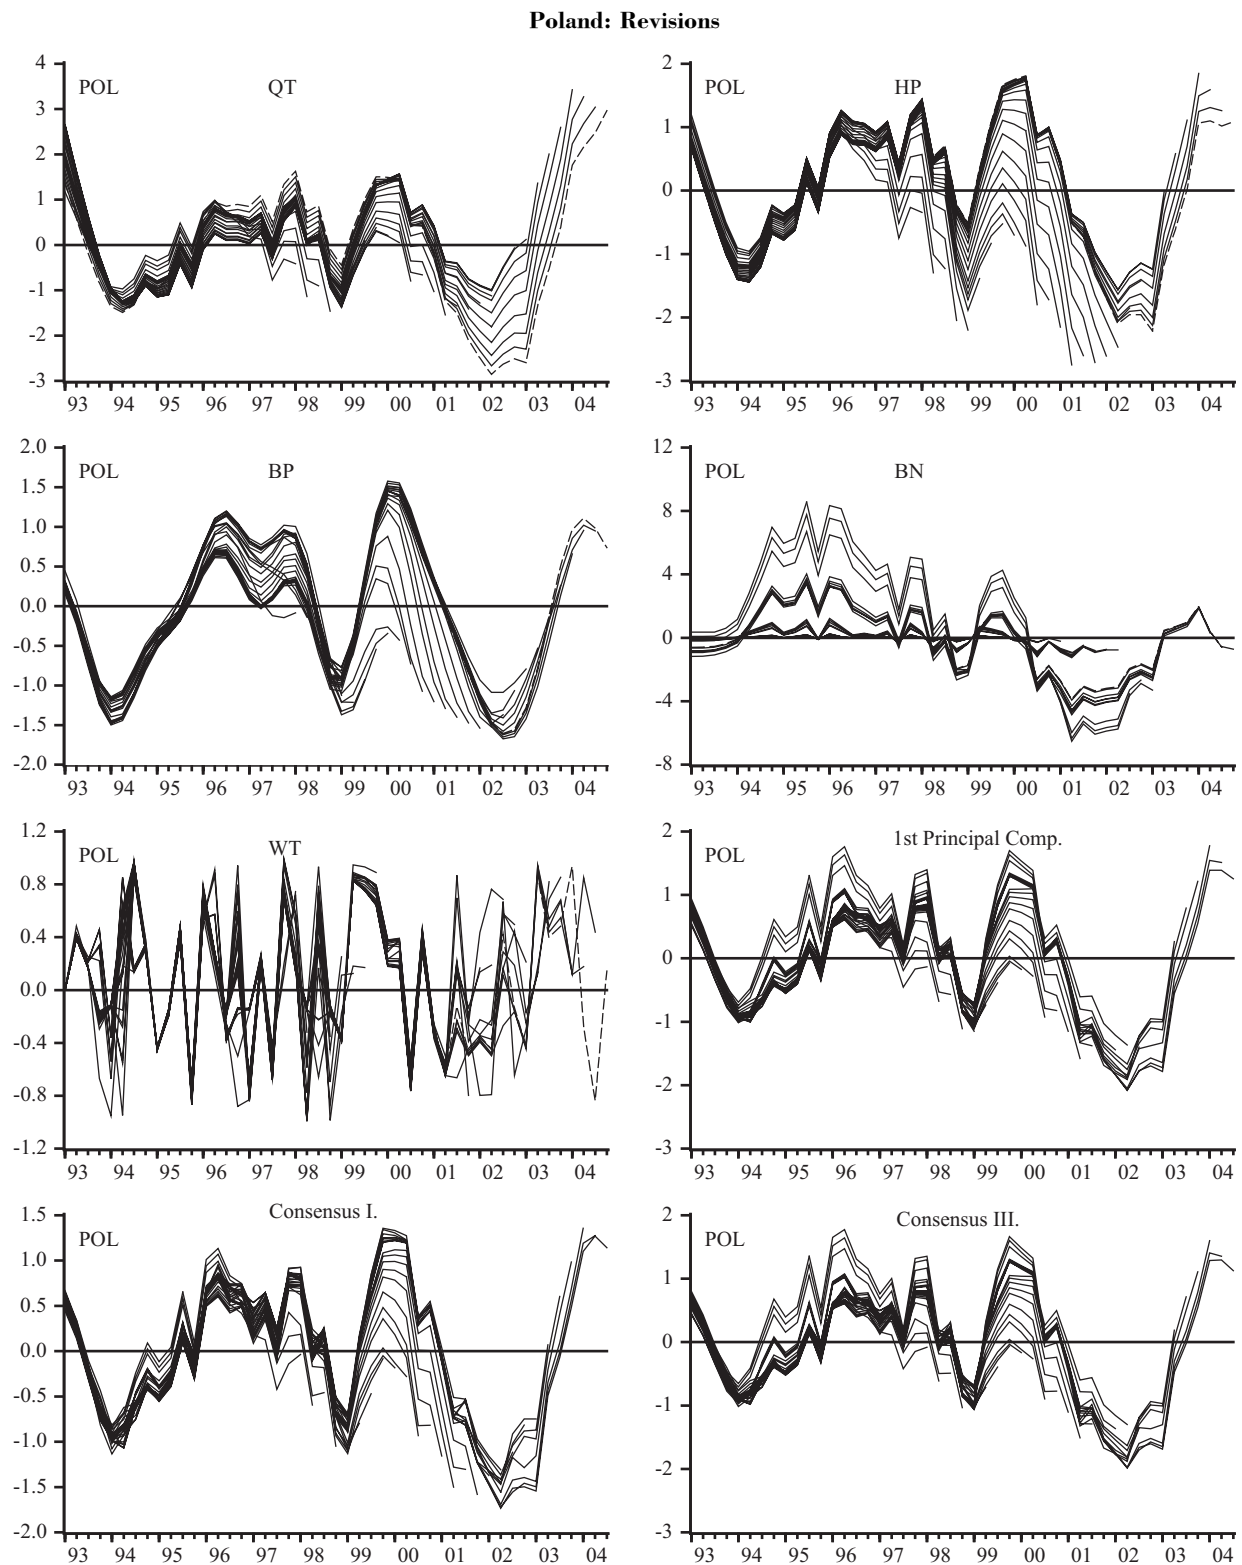 Poland: Revisions
POL QT
4
3
2
1
0
-1
-2
-3
93 94 95 96 97 98 99 00 01 02 03 04
POL HP
2
1
0
-1
-2
-3
93 94 95 96 97 98 99 00 01 02 03 04
POL BP
2.0
1.5
1.0
0.5
0.0
-0.5
-1.0
-1.5
-2.0
93 94 95 96 97 98 99 00 01 02 03 04
POL BN
12
8
4
0
-4
-8
93 94 95 96 97 98 99 00 01 02 03 04
POL WT
1.2
0.8
0.4
0.0
-0.4
-0.8
-1.2
93 94 95 96 97 98 99 00 01 02 03 04
1st Principal Comp.
POL
2
1
0
-1
-2
-3
93 94 95 96 97 98 99 00 01 02 03 04
Consensus I.
POL
1.5
1.0
0.5
0.0
-0.5
-1.0
-1.5
-2.0
93 94 95 96 97 98 99 00 01 02 03 04
Consensus III.
POL
2
1
0
-1
-2
-3
93 94 95 96 97 98 99 00 01 02 03 04